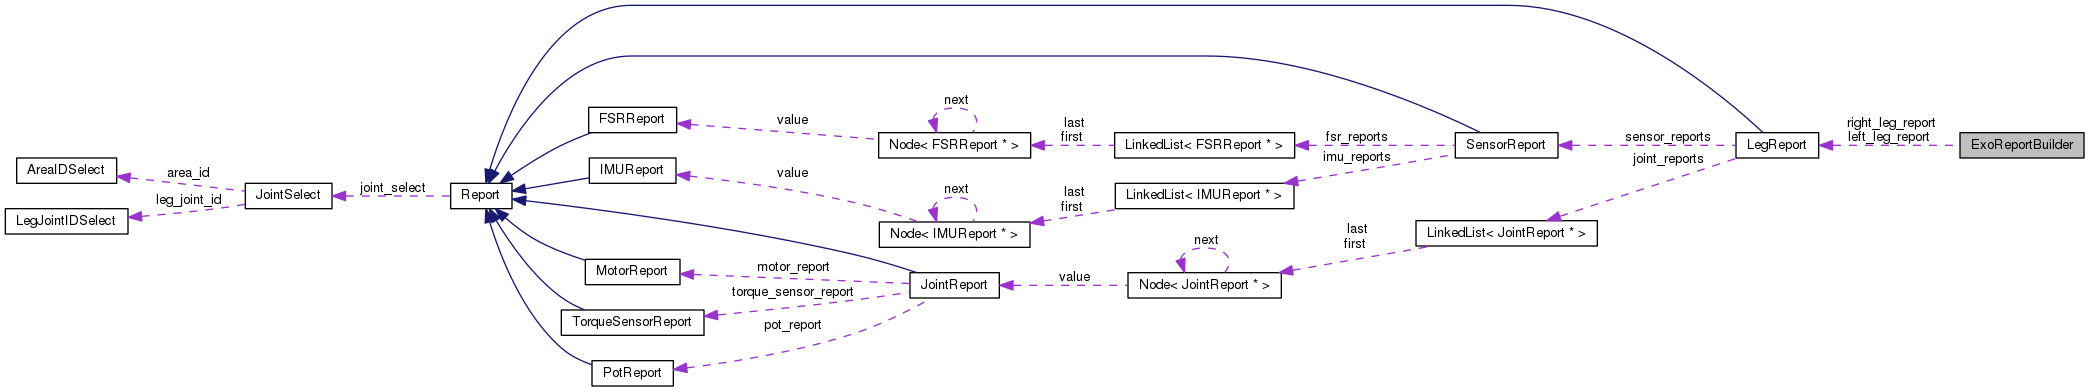 FSRReport
IMUReport
MotorReport
TorqueSensorReport
PotReport
AreaIDSelect
LegJointIDSelect
area_id
leg_joint_id
JointSelect
joint_select
Report
value
value
motor_report
torque_sensor_report
pot_report
next
Node< FSRReport * >
next
Node< IMUReport * >
JointReport
last
first
last
first
value
LinkedList< FSRReport * >
LinkedList< IMUReport * >
next
Node< JointReport * >
fsr_reports
imu_reports
last
first
SensorReport
LinkedList< JointReport * >
sensor_reports
joint_reports
LegReport
right_leg_report
left_leg_report
ExoReportBuilder